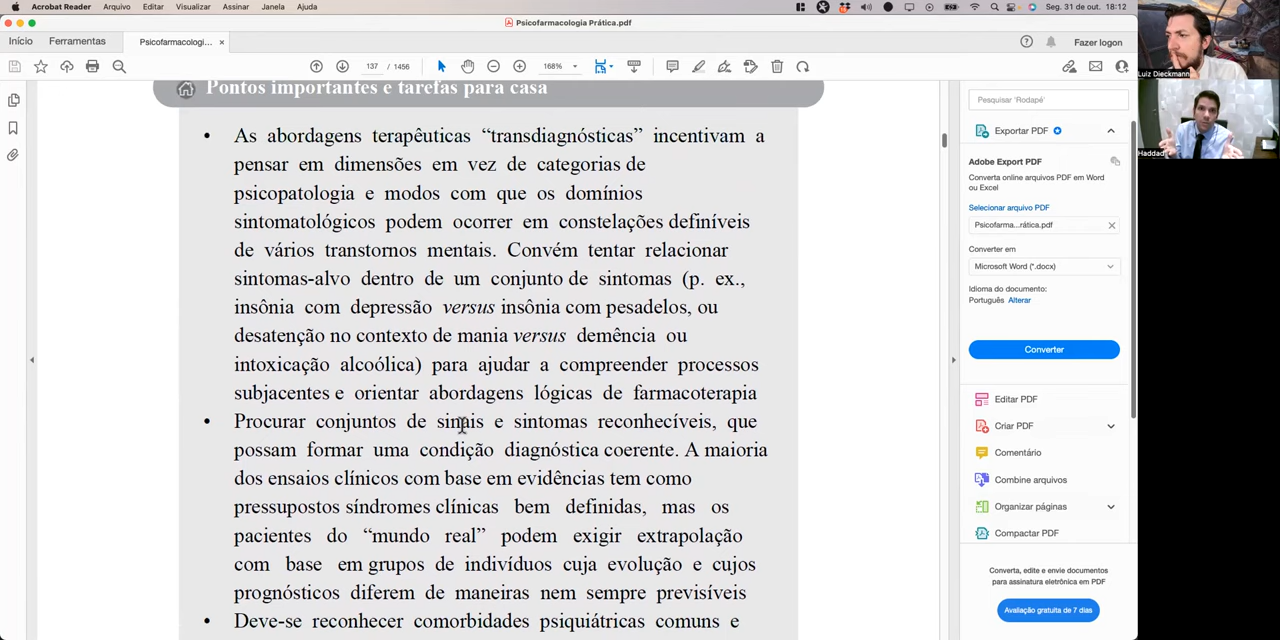 Acrobat Reader Arquivo Editar Visualizar Assinar Janela Ajuda Seg. 31 de out. 18:12
Psicofarmacologia Prática.pdf
Início Ferramentas Psicofarmacologi... × Fazer logon
137 / 1456 168%
Pontos importantes e tarefas para casa
• As abordagens terapêuticas “transdiagnósticas” incentivam a
pensar em dimensões em vez de categorias de
psicopatologia e modos com que os domínios
sintomatológicos podem ocorrer em constelações definíveis
de vários transtornos mentais. Convém tentar relacionar
sintomas-alvo dentro de um conjunto de sintomas (p. ex.,
insônia com depressão versus insônia com pesadelos, ou
desatenção no contexto de mania versus demência ou
intoxicação alcoólica) para ajudar a compreender processos
subjacentes e orientar abordagens lógicas de farmacoterapia
• Procurar conjuntos de sinais e sintomas reconhecíveis, que
possam formar uma condição diagnóstica coerente. A maioria
dos ensaios clínicos com base em evidências tem como
pressupostos síndromes clínicas bem definidas, mas os
pacientes do “mundo real” podem exigir extrapolação
com base em grupos de indivíduos cuja evolução e cujos
prognósticos diferem de maneiras nem sempre previsíveis
• Deve-se reconhecer comorbidades psiquiátricas comuns e
Pesquisar 'Rodapé'
Exportar PDF
Adobe Export PDF
Converta online arquivos PDF em Word
ou Excel
Selecionar arquivo PDF
Psicofarma...rática.pdf ×
Converter em
Microsoft Word (*.docx)
Idioma do documento:
Português Alterar
Converter
Editar PDF
Criar PDF
Comentário
Combine arquivos
Organizar páginas
Compactar PDF
Converta, edite e envie documentos
para assinatura eletrônica em PDF
Avaliação gratuita de 7 dias
Luiz Dieckmann
Haddad